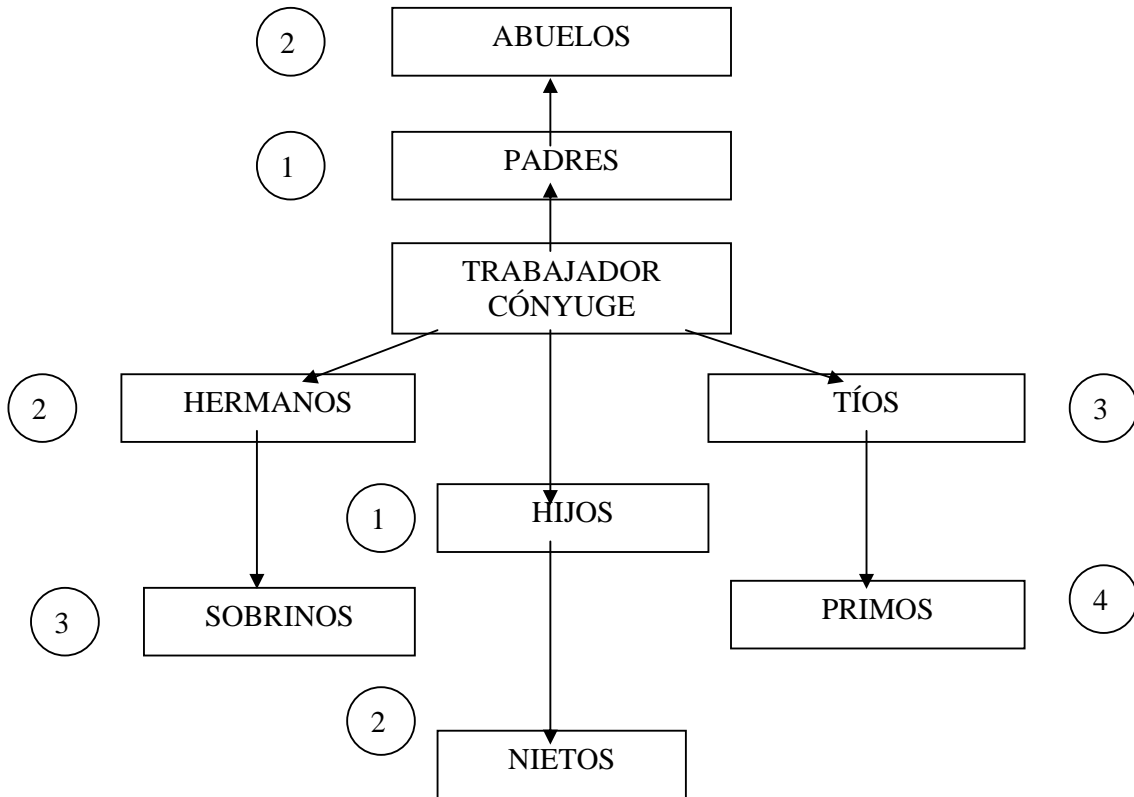 2
ABUELOS
1
PADRES
TRABAJADOR
CÓNYUGE
2
HERMANOS
TÍOS
3
1
HIJOS
3
SOBRINOS
PRIMOS
4
2
NIETOS